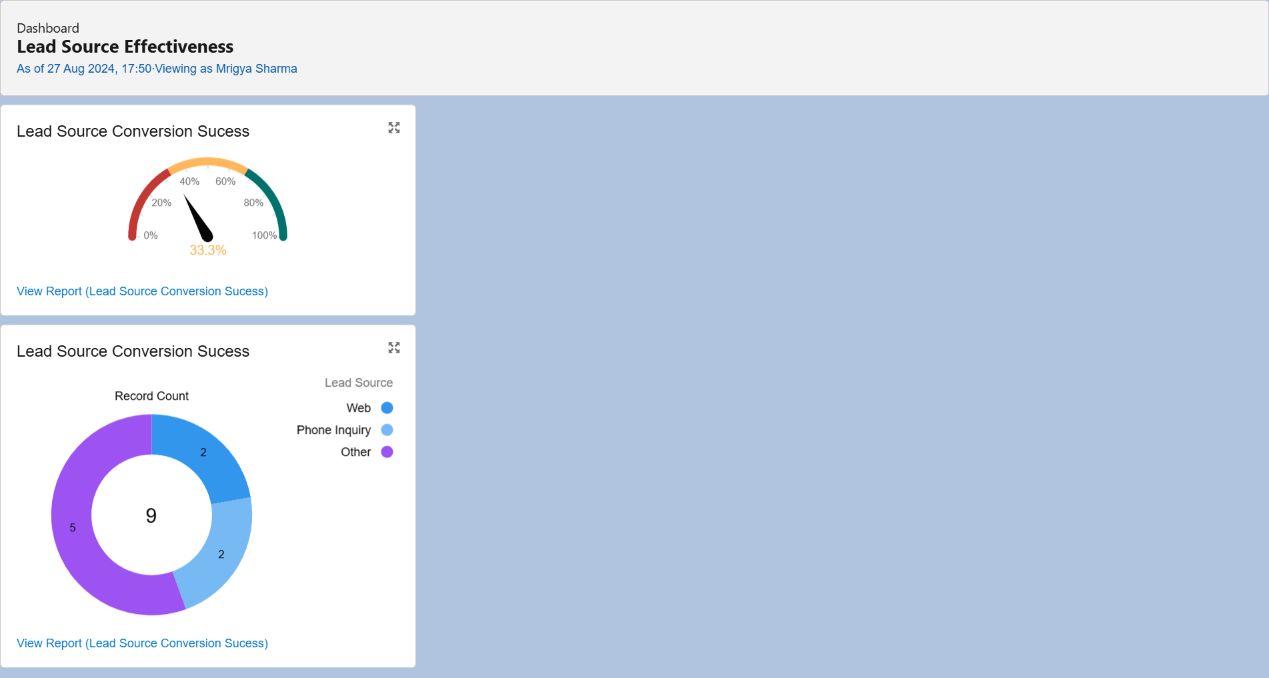 Dashboard
Lead Source Effectiveness
As of 27 Aug 2024, 17:50·Viewing as Mrigya Sharma
Lead Source Conversion Sucess
40% 60%
20% 80%
0% 100%
33.3%
View Report (Lead Source Conversion Sucess)
Lead Source Conversion Sucess
Lead Source
Record Count
Web
Phone Inquiry
Other
2
9
5
2
View Report (Lead Source Conversion Sucess)